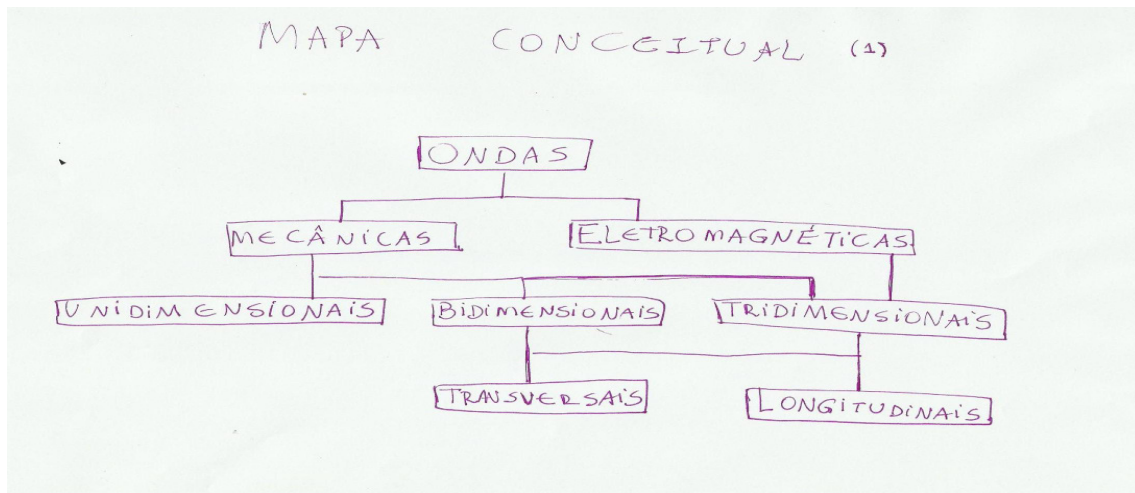 MAPA CONCEITUAL (1)
ONDAS
MECÂNICAS ELETROMAGNÉTICAS
UNIDIMENSIONAIS BIDIMENSIONAIS TRIDIMENSIONAIS
TRANSVERSAIS LONGITUDINAIS